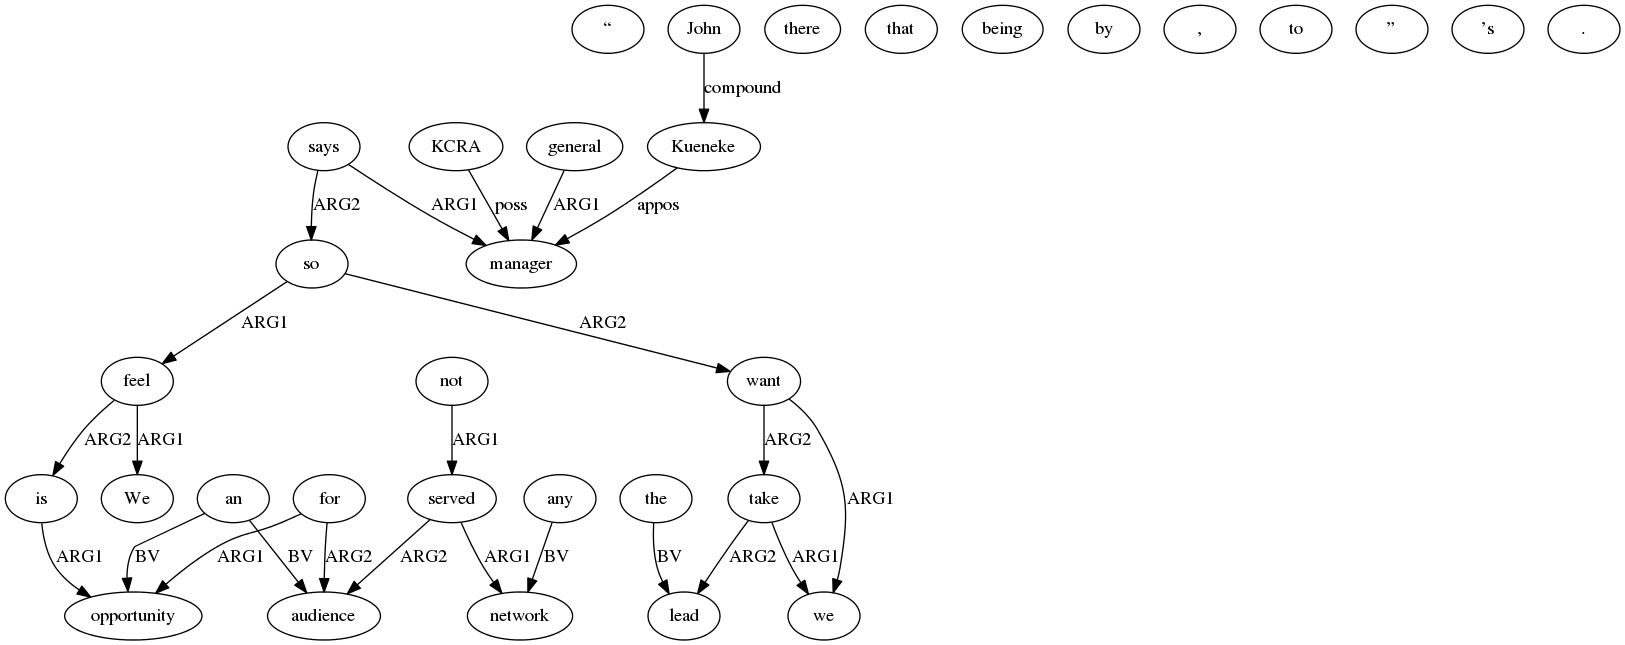 “ John there that being by , to ” ’s .
compound
says KCRA general Kueneke
ARG2 ARG1 poss ARG1 appos
so manager
ARG1 ARG2
feel not want
ARG2 ARG1 ARG1 ARG2 ARG1
is We an for served any the take
ARG1 BV ARG1 BV ARG2 ARG2 ARG1 BV BV ARG2 ARG1
opportunity audience network lead we